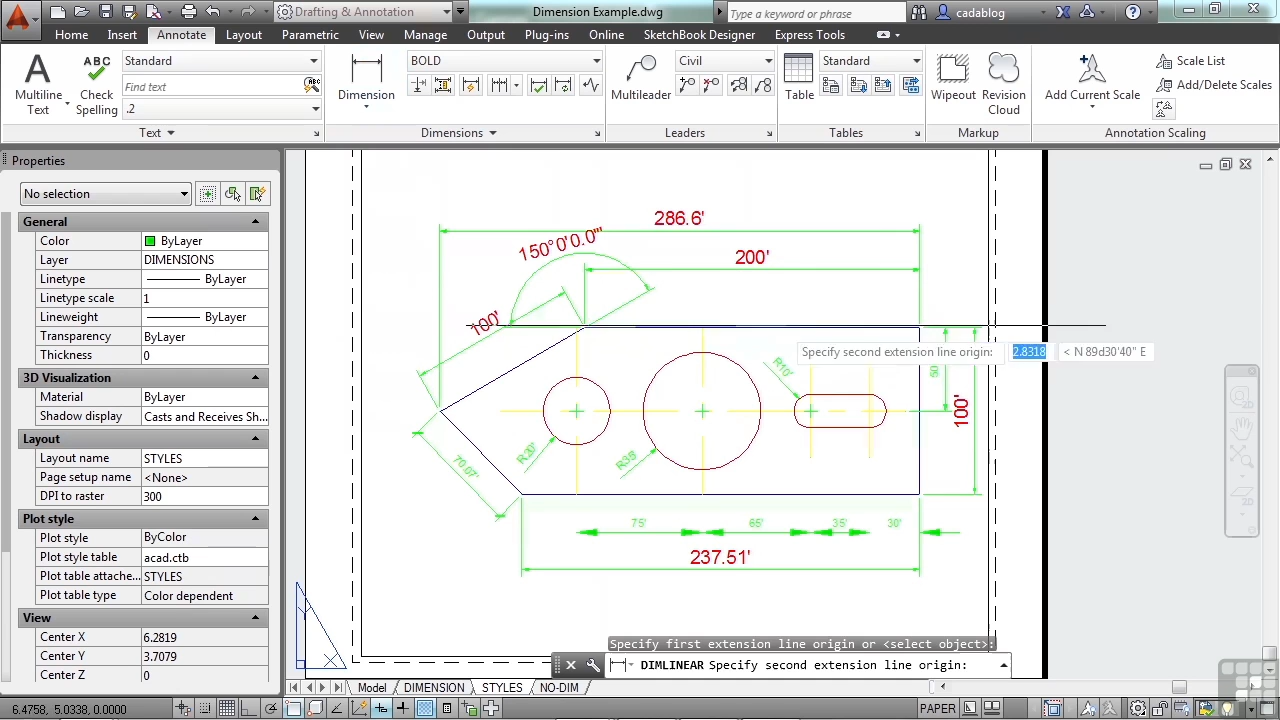 Drafting & Annotation
Dimension Example.dwg
Type a keyword or phrase
cadablog
Home
Insert
Annotate
Layout
Parametric
View
Manage
Output
Plug-ins
Online
SketchBook Designer
Express Tools
A
Multiline
Text
ABC
Check
Spelling
Standard
Find text
.2
Text
Dimension
BOLD
Dimensions
Multileader
Civil
Leaders
Table
Standard
Tables
Wipeout
Revision
Cloud
Markup
Add Current Scale
Scale List
Add/Delete Scales
Annotation Scaling
Properties
No selection
General
Color ByLayer
Layer DIMENSIONS
Linetype ByLayer
Linetype scale 1
Lineweight ByLayer
Transparency ByLayer
Thickness 0
3D Visualization
Material ByLayer
Shadow display Casts and Receives Sh...
Layout
Layout name STYLES
Page setup name <None>
DPI to raster 300
Plot style
Plot style ByColor
Plot style table acad.ctb
Plot table attache... STYLES
Plot table type Color dependent
View
Center X 6.2819
Center Y 3.7079
Center Z 0
286.6'
150°0'0.0"
200'
100'
Specify second extension line origin: 2.8318 < N 89d30'40" E
R10'
100'
R20'
R35'
70.07'
75'
65'
35'
30'
237.51'
Y
X
2D
Specify first extension line origin or <select object>:
DIMLINEAR Specify second extension line origin:
Model
DIMENSION
STYLES
NO-DIM
6.4758, 5.0338, 0.0000
PAPER